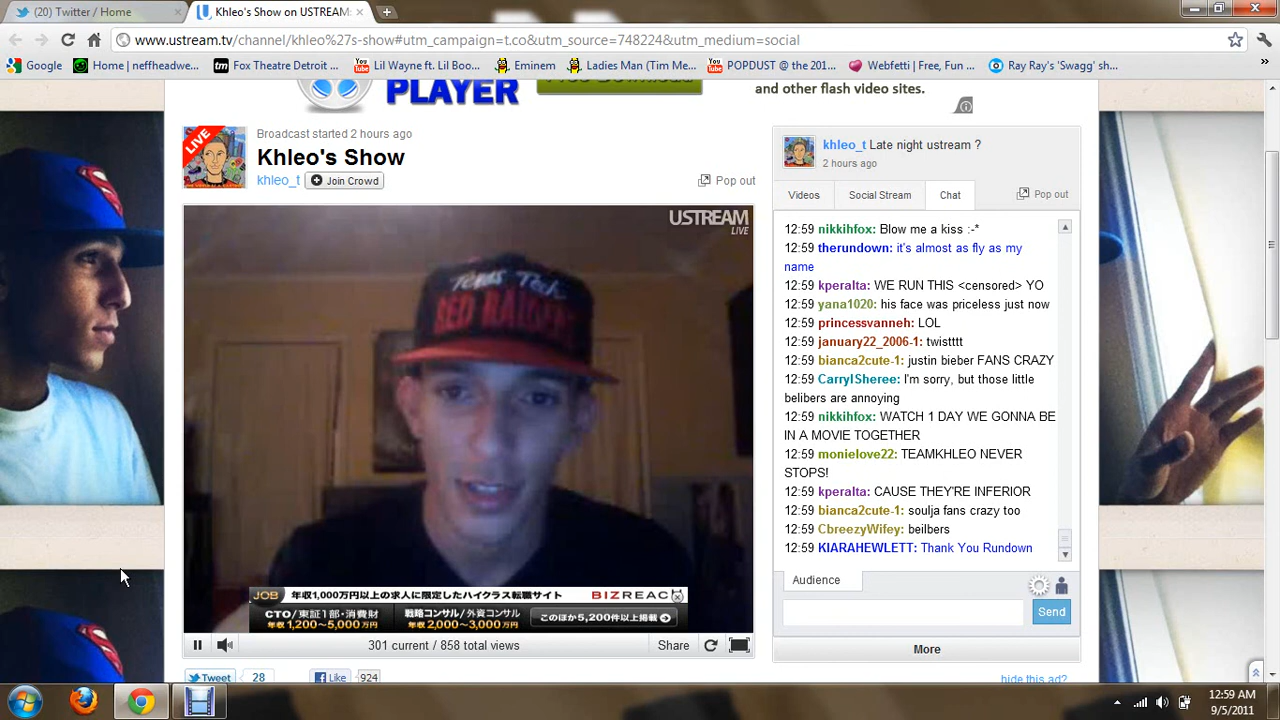 (20) Twitter / Home
Khleo's Show on USTREAM:
www.ustream.tv/channel/khleo%27s-show#utm_campaign=t.co&utm_source=748224&utm_medium=social
Google
Home | neffheadwe...
Fox Theatre Detroit ...
Lil Wayne ft. Lil Boo...
Eminem
Ladies Man (Tim Me...
POPDUST @ the 201...
Webfetti | Free, Fun ...
Ray Ray's 'Swagg' sh...
PLAYER
and other flash video sites.
LIVE
Broadcast started 2 hours ago
Khleo's Show
khleo_t Join Crowd
Pop out
USTREAM
LIVE
Texas Tech
RED RAIDERS
JOB 年収1,000万円以上の求人に限定したハイクラス転職サイト BIZREAC
CTO/東証1部・消費財
年収1,200~5,000万円
戦略コンサル/外資コンサル
年収2,000~3,000万円
このほか5,200件以上掲載
301 current / 858 total views
Share
Tweet 28
Like 924
khleo_t Late night ustream ?
2 hours ago
Videos
Social Stream
Chat
Pop out
12:59 nikkihfox: Blow me a kiss :-*
12:59 therundown: it's almost as fly as my
name
12:59 kperalta: WE RUN THIS <censored> YO
12:59 yana1020: his face was priceless just now
12:59 princessvanneh: LOL
12:59 january22_2006-1: twistttt
12:59 bianca2cute-1: justin bieber FANS CRAZY
12:59 CarrylSheree: I'm sorry, but those little
belibers are annoying
12:59 nikkihfox: WATCH 1 DAY WE GONNA BE
IN A MOVIE TOGETHER
12:59 monielove22: TEAMKHLEO NEVER
STOPS!
12:59 kperalta: CAUSE THEY'RE INFERIOR
12:59 bianca2cute-1: soulja fans crazy too
12:59 CbreezyWifey: beilbers
12:59 KIARAHEWLETT: Thank You Rundown
Audience
Send
More
hide this ad?
12:59 AM
9/5/2011